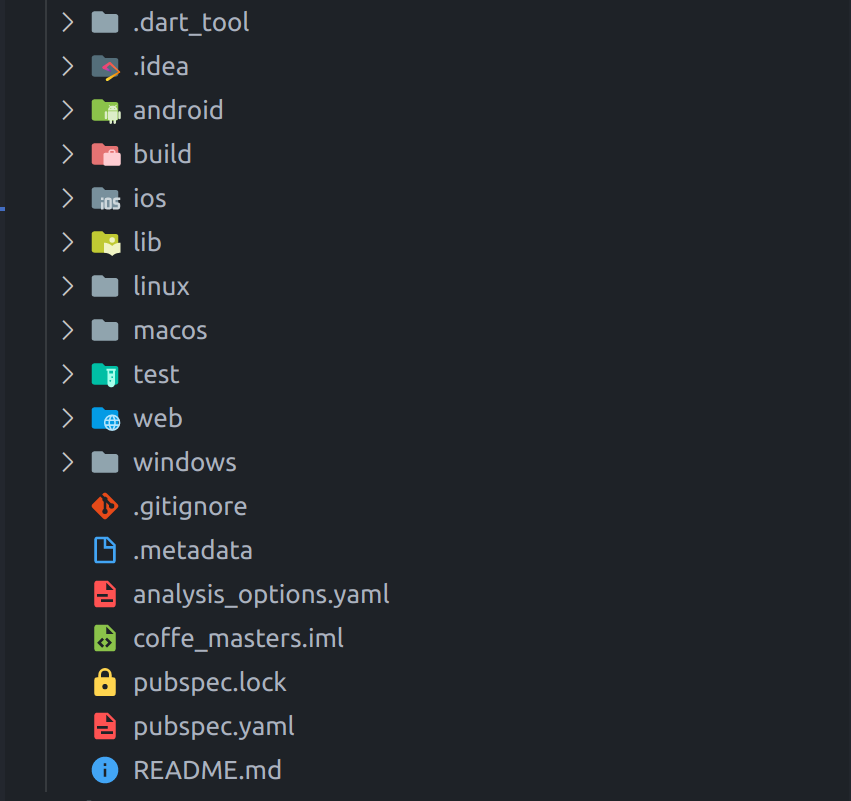 .dart_tool
.idea
android
build
iOS
ios
lib
linux
macos
test
web
windows
.gitignore
.metadata
analysis_options.yaml
coffe_masters.iml
pubspec.lock
pubspec.yaml
README.md